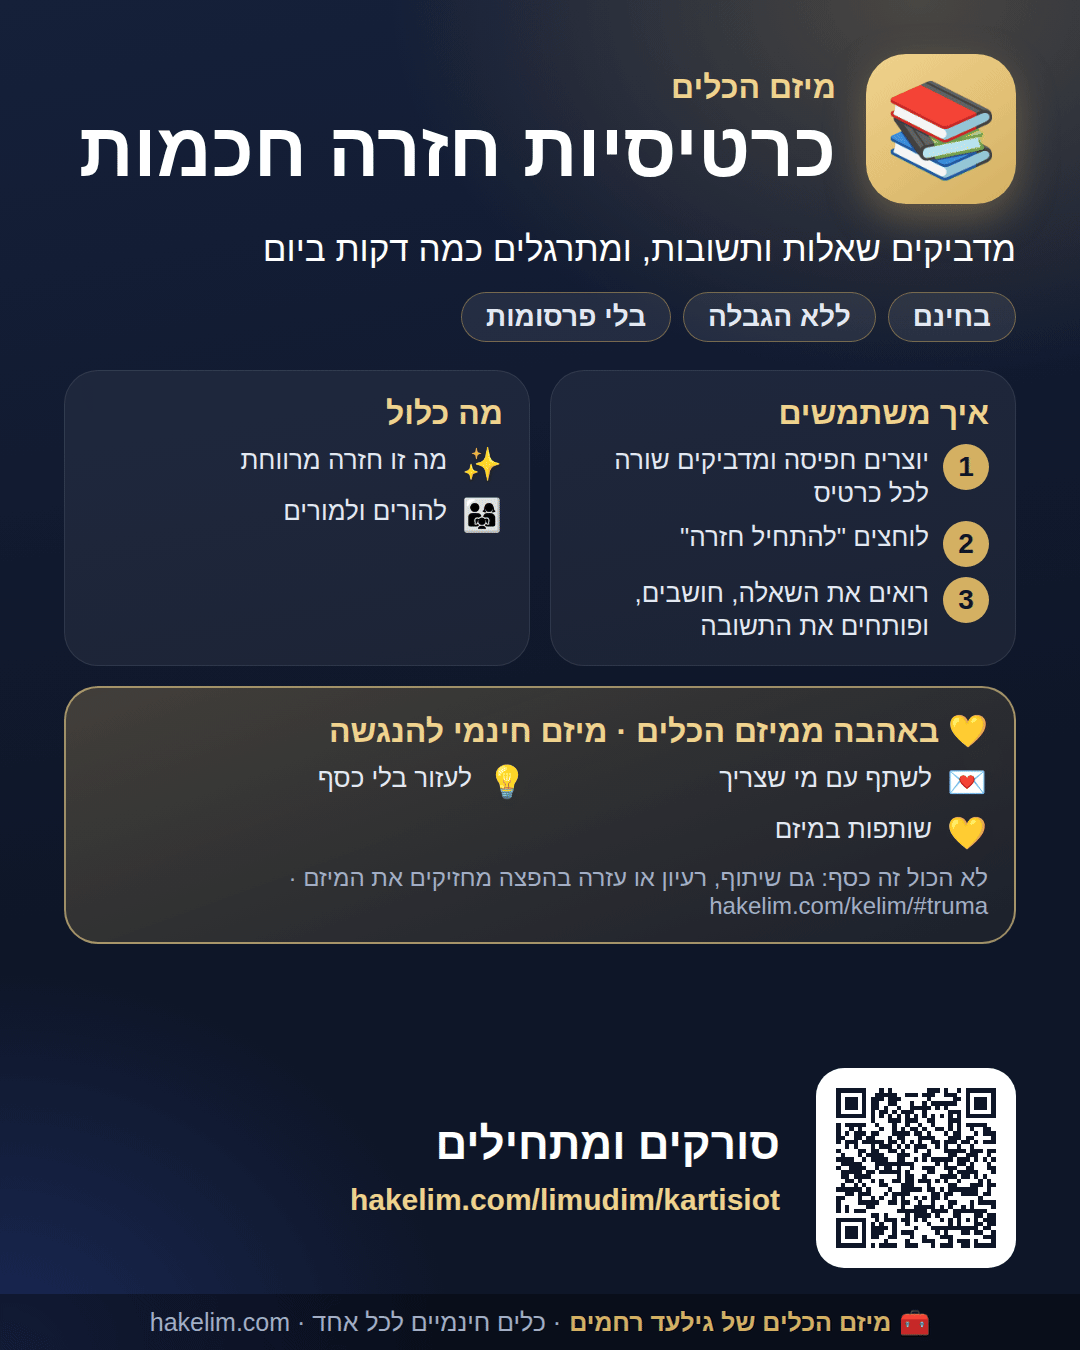 מיזם הכלים
כרטיסיות חזרה חכמות
מדביקים שאלות ותשובות, ומתרגלים כמה דקות ביום
בחינם
ללא הגבלה
בלי פרסומות
איך משתמשים
1 יוצרים חפיסה ומדביקים שורה
לכל כרטיס
2 לוחצים "להתחיל חזרה"
3 רואים את השאלה, חושבים,
ופותחים את התשובה
מה כלול
מה זו חזרה מרווחת
להורים ולמורים
באהבה ממיזם הכלים · מיזם חינמי להנגשה
לשתף עם מי שצריך
לעזור בלי כסף
שותפות במיזם
לא הכול זה כסף: גם שיתוף, רעיון או עזרה בהפצה מחזיקים את המיזם ·
hakelim.com/kelim/#truma
סורקים ומתחילים
hakelim.com/limudim/kartisiot
מיזם הכלים של גילעד רחמים · כלים חינמיים לכל אחד · hakelim.com